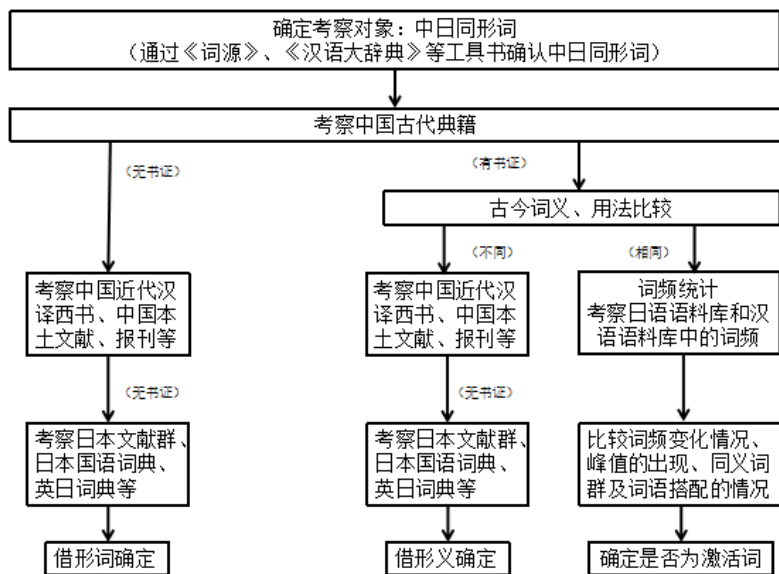 确定考察对象：中日同形词
（通过《词源》、《汉语大辞典》等工具书确认中日同形词）
考察中国古代典籍
（无书证）
（有书证）
古今词义、用法比较
（不同）
（相同）
考察中国近代汉
译西书、中国本
土文献、报刊等
考察中国近代汉
译西书、中国本
土文献、报刊等
词频统计
考察日语语料库和汉
语语料库中的词频
（无书证）
（无书证）
考察日本文献群、
日本国语词典、
英日词典等
考察日本文献群、
日本国语词典、
英日词典等
比较词频变化情况、
峰值的出现、同义词
群及词语搭配的情况
借形词确定
借形义确定
确定是否为激活词